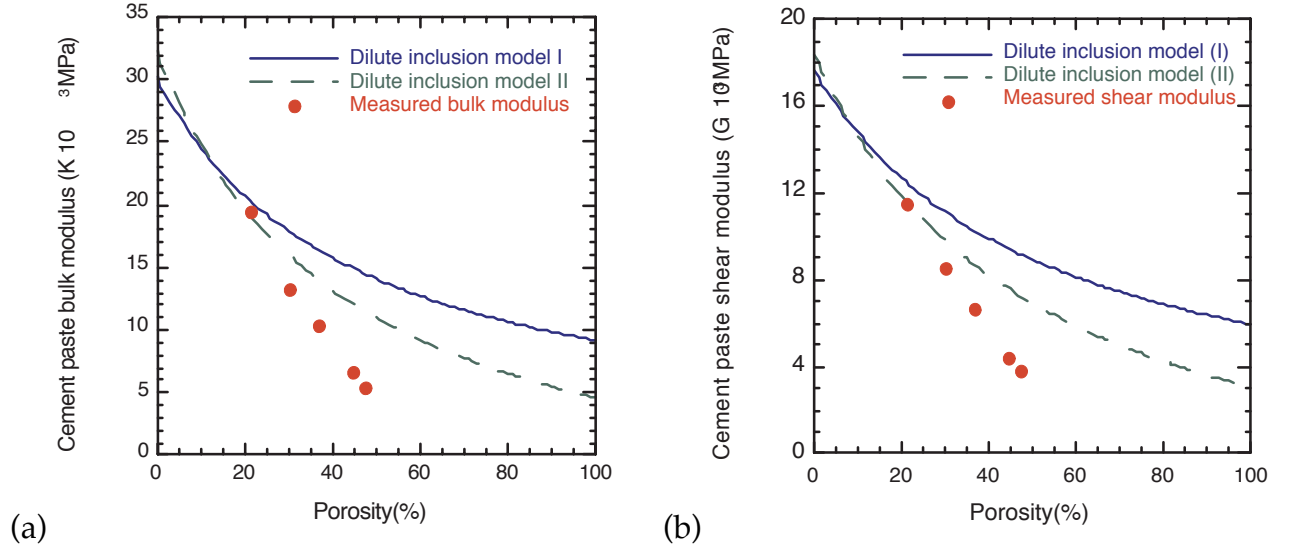 35
30
25
20
15
10
5
0
0 20 40 60 80 100
Cement paste bulk modulus (K 10 3MPa)
Porosity(%)
Dilute inclusion model I
Dilute inclusion model II
Measured bulk modulus
(a)
20
16
12
8
4
0
0 20 40 60 80 100
Cement paste shear modulus (G 103MPa)
Porosity(%)
Dilute inclusion model (I)
Dilute inclusion model (II)
Measured shear modulus
(b)